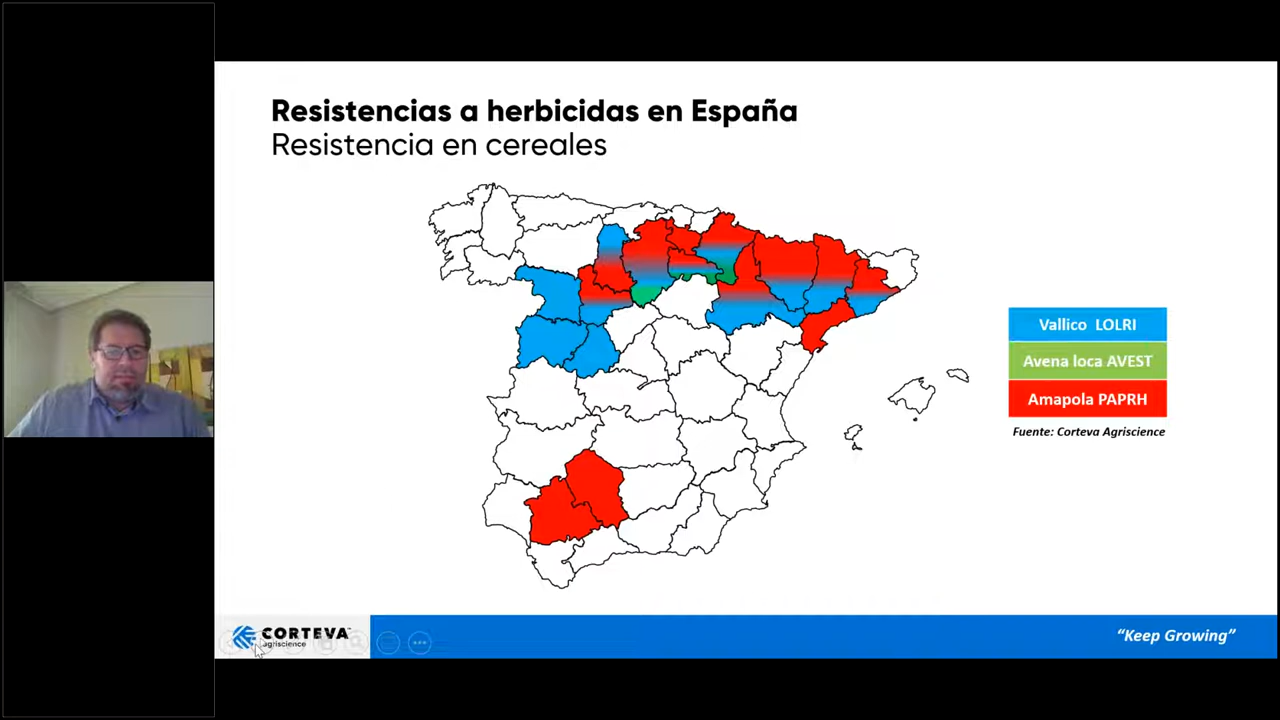 Resistencias a herbicidas en España
Resistencia en cereales
Vallico LOLRI
Avena loca AVEST
Amapola PAPRH
Fuente: Corteva Agriscience
CORTEVA™
agriscience
“Keep Growing”